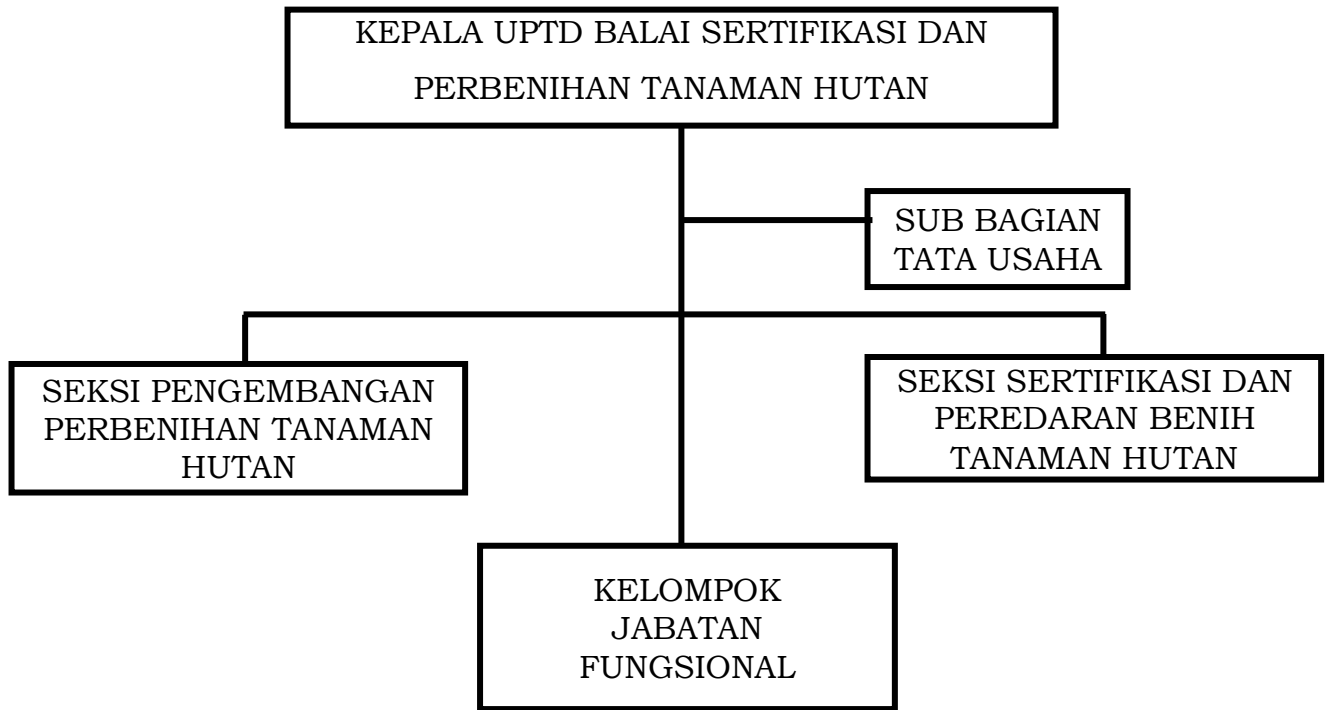 KEPALA UPTD BALAI SERTIFIKASI DAN
PERBENIHAN TANAMAN HUTAN
SUB BAGIAN
TATA USAHA
SEKSI PENGEMBANGAN
PERBENIHAN TANAMAN
HUTAN
SEKSI SERTIFIKASI DAN
PEREDARAN BENIH
TANAMAN HUTAN
KELOMPOK
JABATAN
FUNGSIONAL